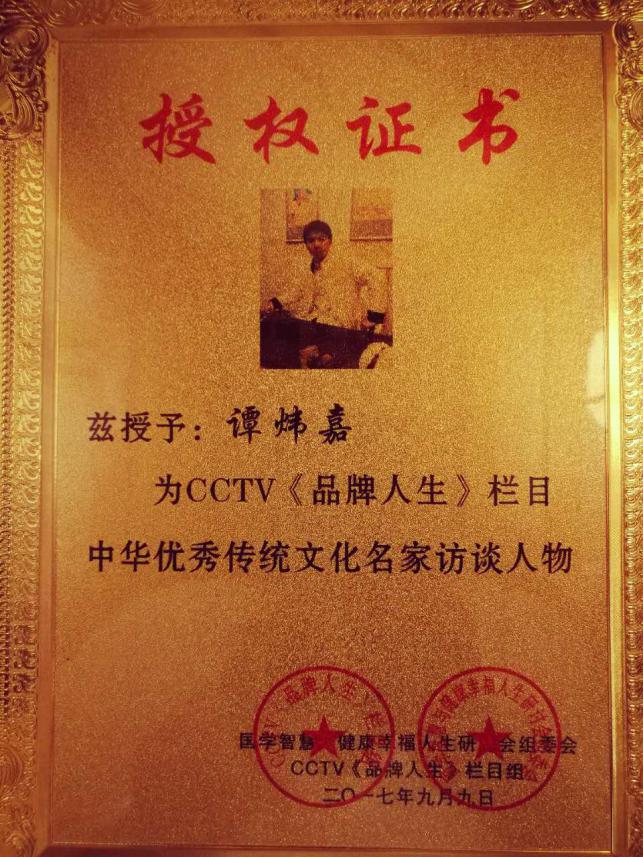 授权证书
兹授予：谭炜嘉
为CCTV《品牌人生》栏目
中华优秀传统文化名家访谈人物
国学智慧 健康幸福人生研 会组委会
CCTV《品牌人生》栏目组
二〇一七年九月九日